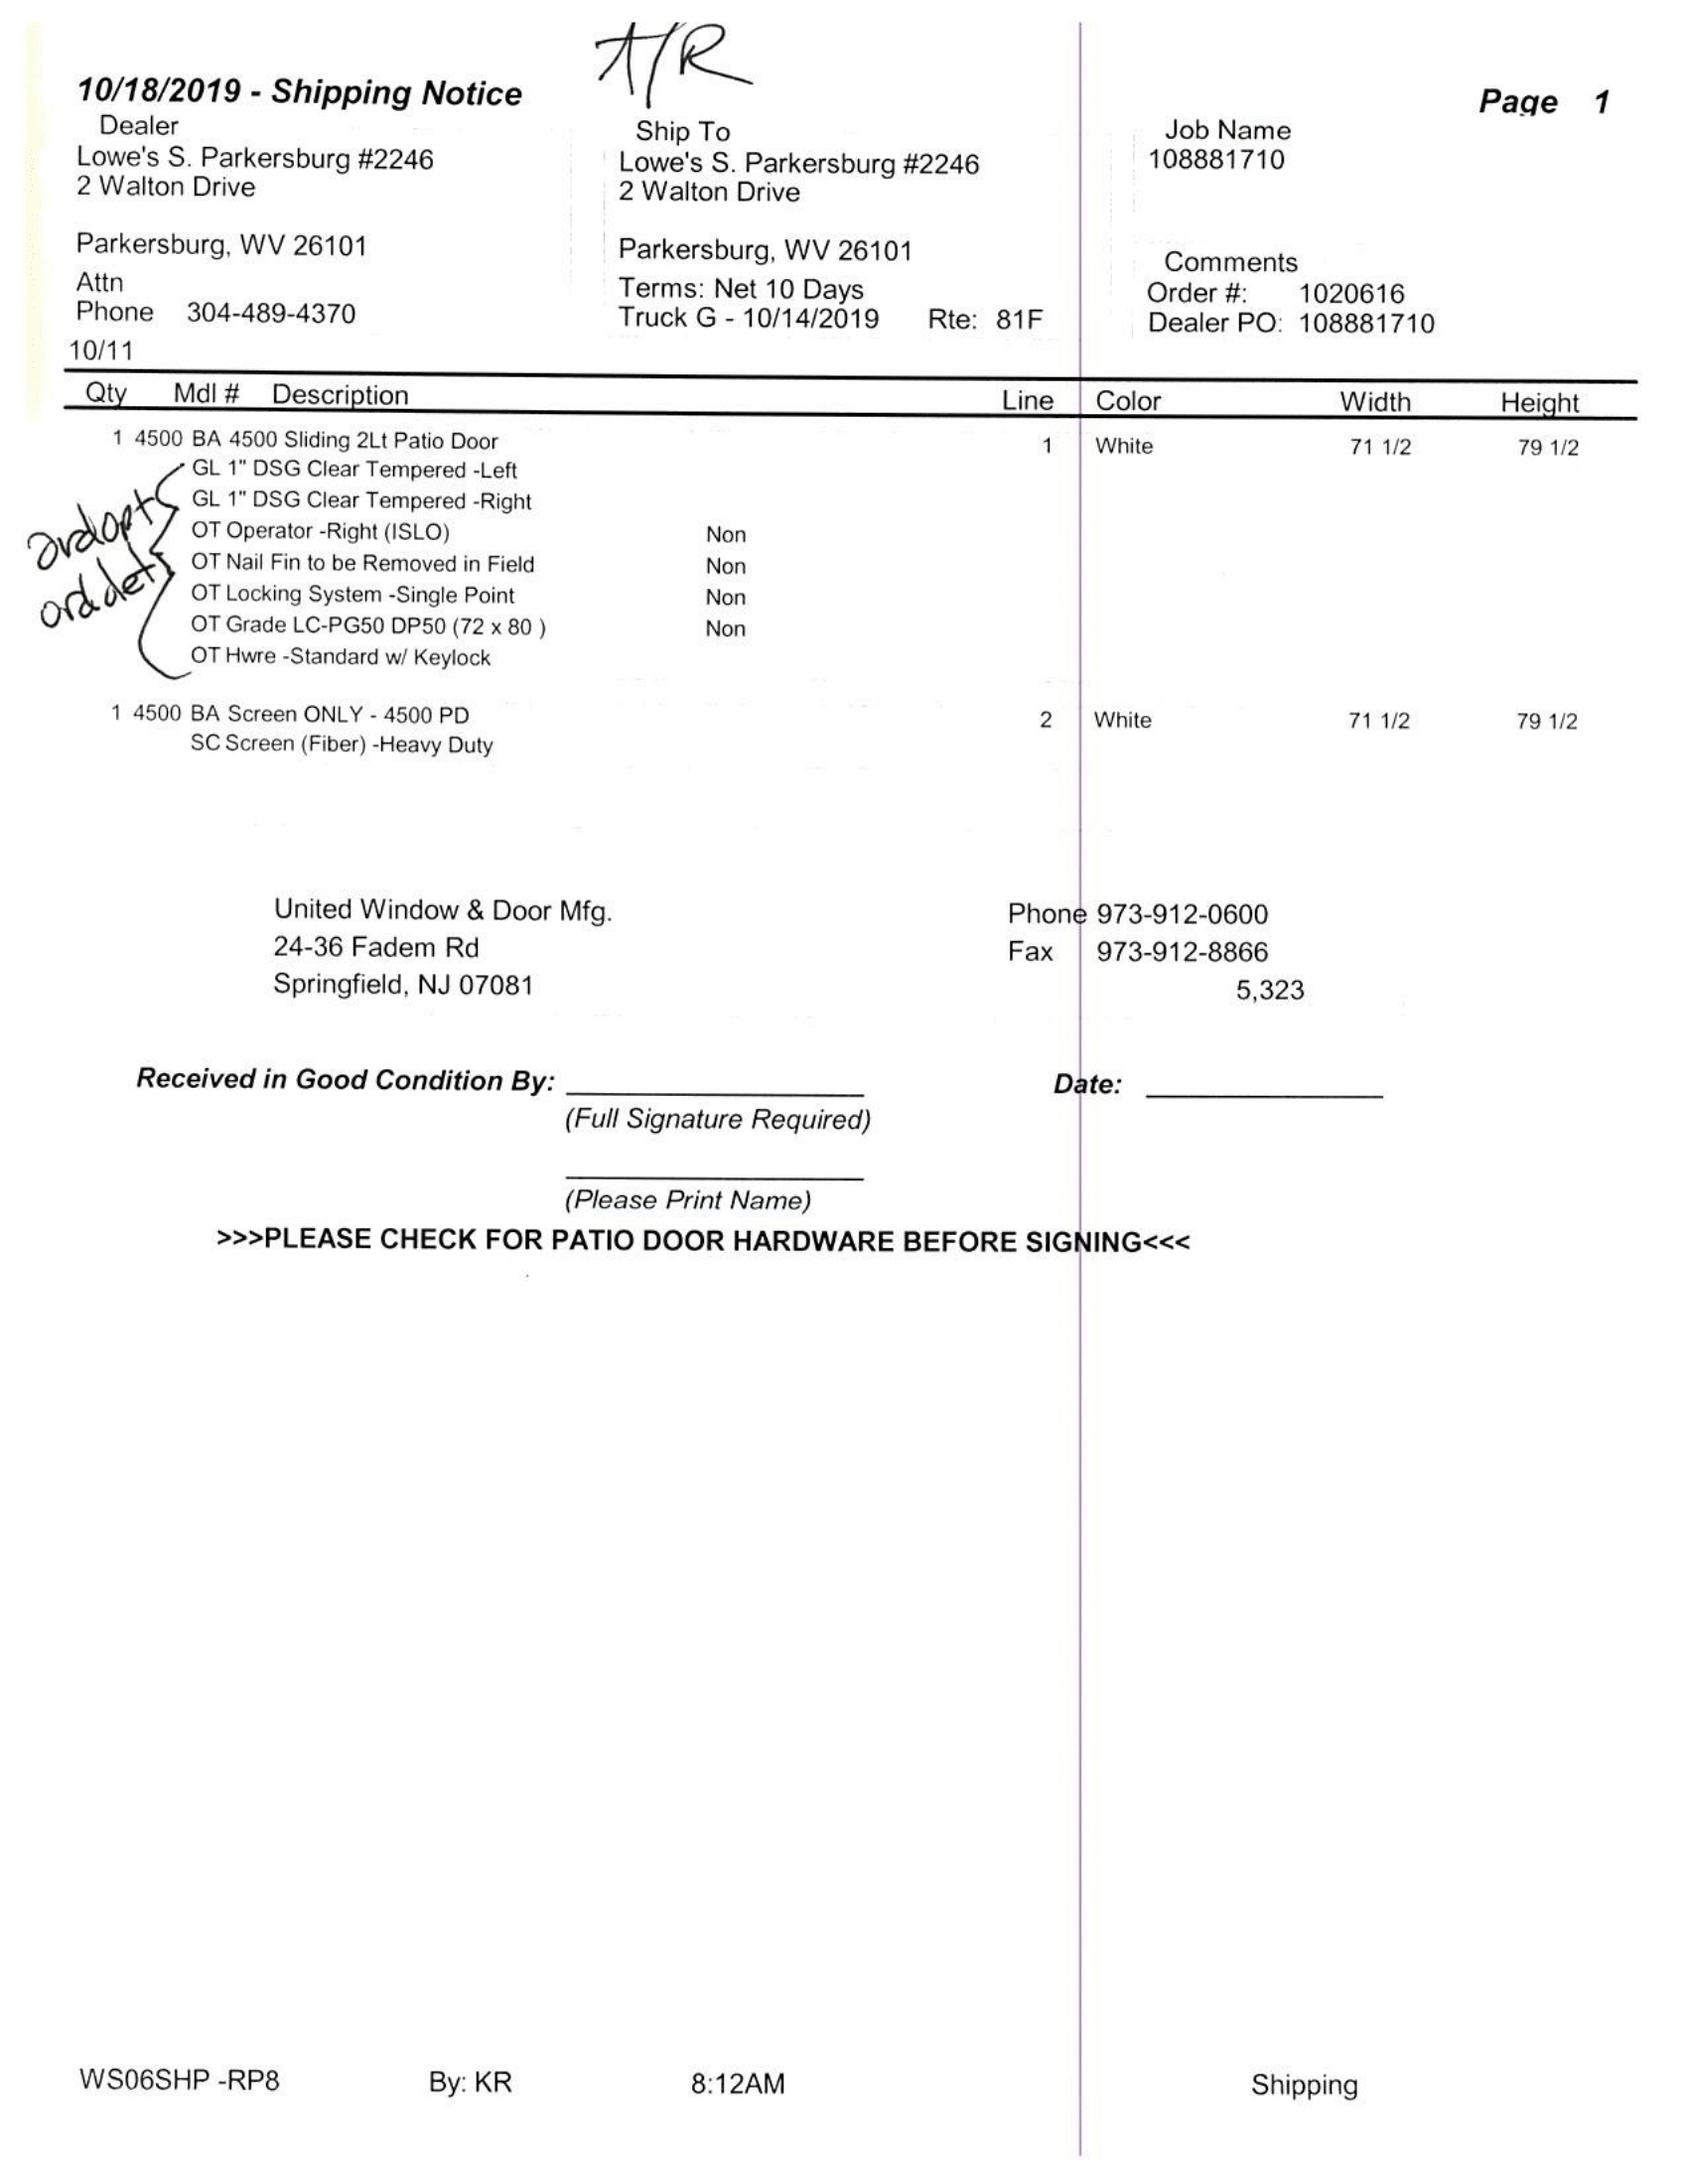 A/R
10/18/2019 - Shipping Notice
Page 1
Dealer
Lowe's S. Parkersburg #2246
2 Walton Drive
Parkersburg, WV 26101
Attn
Phone 304-489-4370
10/11
Ship To
Lowe's S. Parkersburg #2246
2 Walton Drive
Parkersburg, WV 26101
Terms: Net 10 Days
Truck G - 10/14/2019 Rte: 81F
Job Name
108881710
Comments
Order #: 1020616
Dealer PO: 108881710
Qty Mdl # Description Line Color Width Height
1 4500 BA 4500 Sliding 2Lt Patio Door 1 White 71 1/2 79 1/2
GL 1" DSG Clear Tempered -Left
GL 1" DSG Clear Tempered -Right
OT Operator -Right (ISLO) Non
OT Nail Fin to be Removed in Field Non
OT Locking System -Single Point Non
OT Grade LC-PG50 DP50 (72 x 80 ) Non
OT Hwre -Standard w/ Keylock
ordopts
orddet
1 4500 BA Screen ONLY - 4500 PD 2 White 71 1/2 79 1/2
SC Screen (Fiber) -Heavy Duty
United Window & Door Mfg.
24-36 Fadem Rd
Springfield, NJ 07081
Phone 973-912-0600
Fax 973-912-8866
5,323
Received in Good Condition By: Date:
(Full Signature Required)
(Please Print Name)
>>>PLEASE CHECK FOR PATIO DOOR HARDWARE BEFORE SIGNING<<<
WS06SHP -RP8 By: KR 8:12AM Shipping